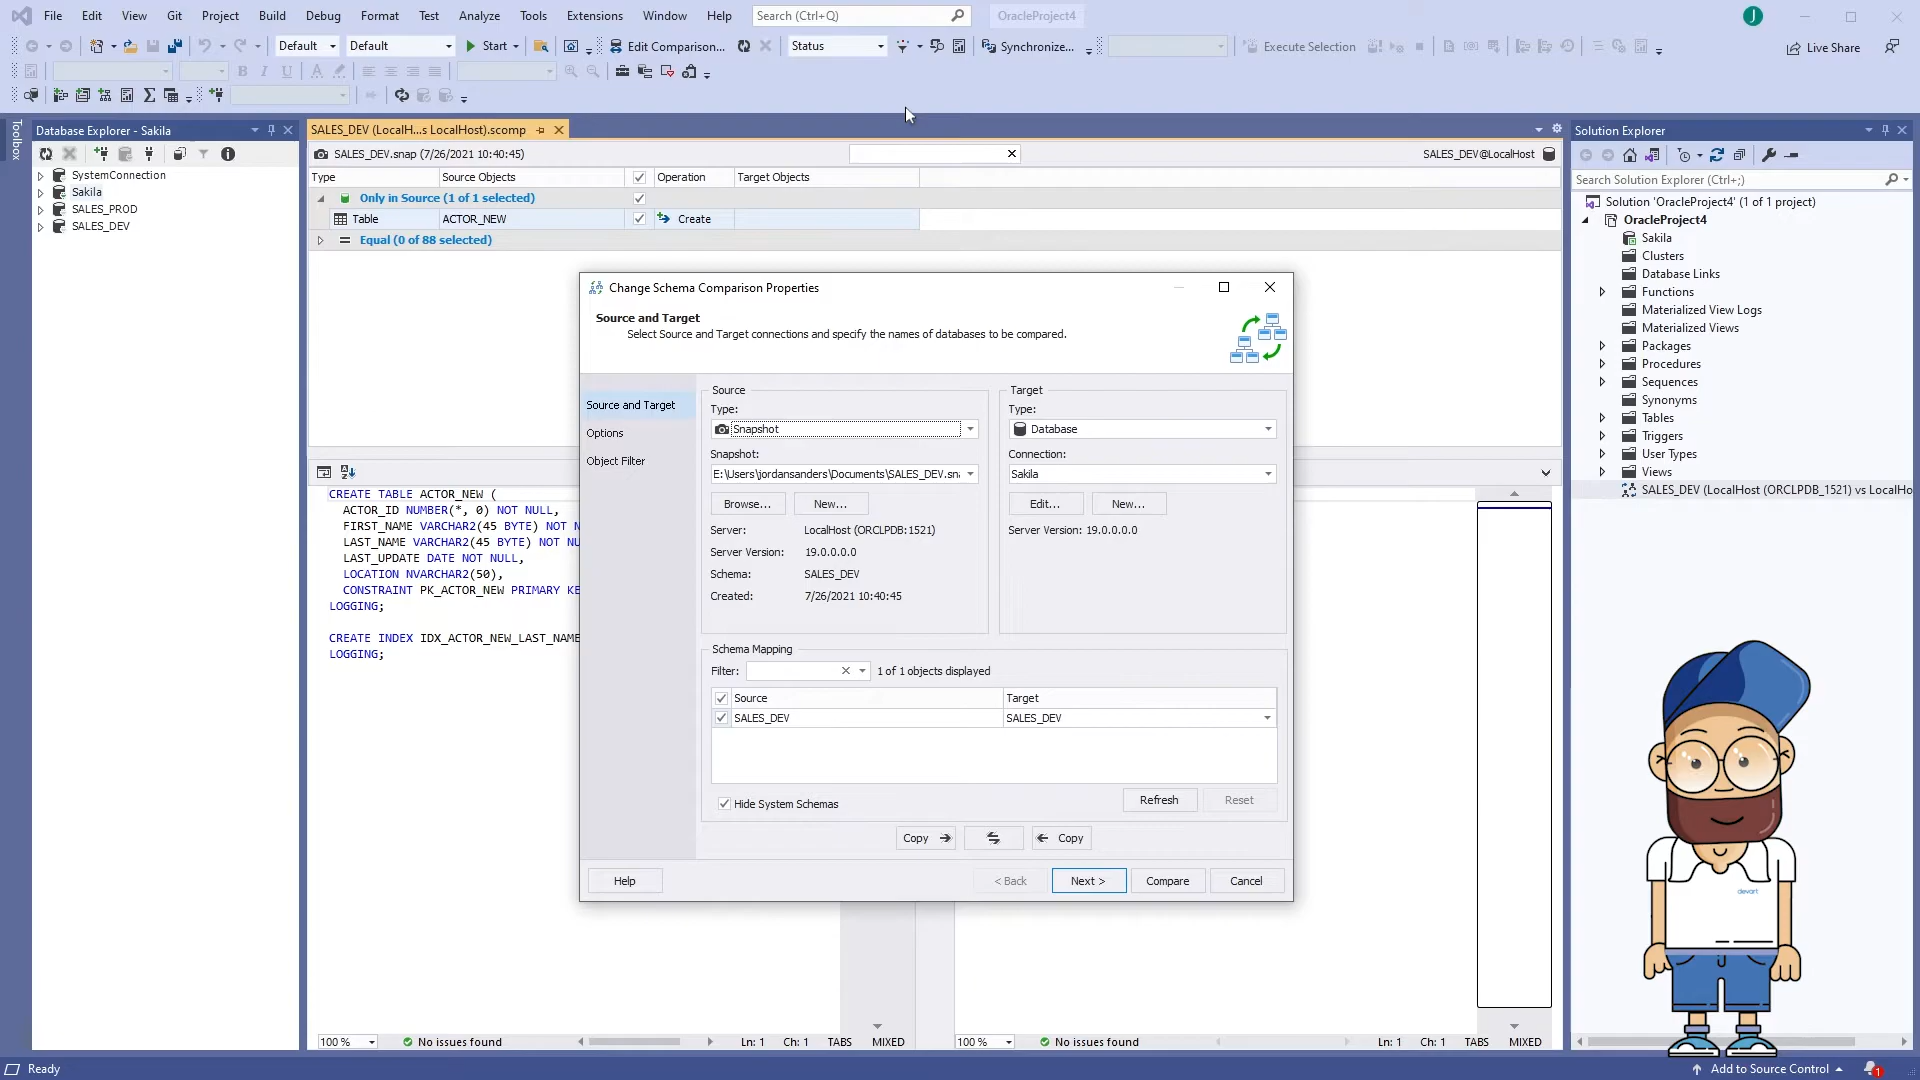 File Edit View Git Project Build Debug Format Test Analyze Tools Extensions Window Help Search (Ctrl+Q) OracleProject4 J
Default Default Start Edit Comparison... Status Synchronize... Execute Selection Live Share
B I U A
Toolbox
Database Explorer - Sakila
SystemConnection
Sakila
SALES_PROD
SALES_DEV
SALES_DEV (LocalH...s LocalHost).scomp
SALES_DEV.snap (7/26/2021 10:40:45) SALES_DEV@LocalHost
Type Source Objects Operation Target Objects
Only in Source (1 of 1 selected)
Table ACTOR_NEW Create
Equal (0 of 88 selected)
CREATE TABLE ACTOR_NEW (
ACTOR_ID NUMBER(*, 0) NOT NULL,
FIRST_NAME VARCHAR2(45 BYTE) NOT N
LAST_NAME VARCHAR2(45 BYTE) NOT NU
LAST_UPDATE DATE NOT NULL,
LOCATION NVARCHAR2(50),
CONSTRAINT PK_ACTOR_NEW PRIMARY KE
LOGGING;
CREATE INDEX IDX_ACTOR_NEW_LAST_NAME
LOGGING;
100 % No issues found Ln: 1 Ch: 1 TABS MIXED
100 % No issues found Ln: 1 Ch: 1 TABS MIXED
Change Schema Comparison Properties
Source and Target
Select Source and Target connections and specify the names of databases to be compared.
Source and Target
Options
Object Filter
Source
Type:
Snapshot
Snapshot:
E:\Users\jordansanders\Documents\SALES_DEV.sna
Browse... New...
Server: LocalHost (ORCLPDB:1521)
Server Version: 19.0.0.0.0
Schema: SALES_DEV
Created: 7/26/2021 10:40:45
Target
Type:
Database
Connection:
Sakila
Edit... New...
Server Version: 19.0.0.0.0
Schema Mapping
Filter: 1 of 1 objects displayed
Source Target
SALES_DEV SALES_DEV
Hide System Schemas Refresh Reset
Copy Copy
Help < Back Next > Compare Cancel
Solution Explorer
Search Solution Explorer (Ctrl+;)
Solution 'OracleProject4' (1 of 1 project)
OracleProject4
Sakila
Clusters
Database Links
Functions
Materialized View Logs
Materialized Views
Packages
Procedures
Sequences
Synonyms
Tables
Triggers
User Types
Views
SALES_DEV (LocalHost (ORCLPDB_1521) vs LocalHo
devart
Ready Add to Source Control 1